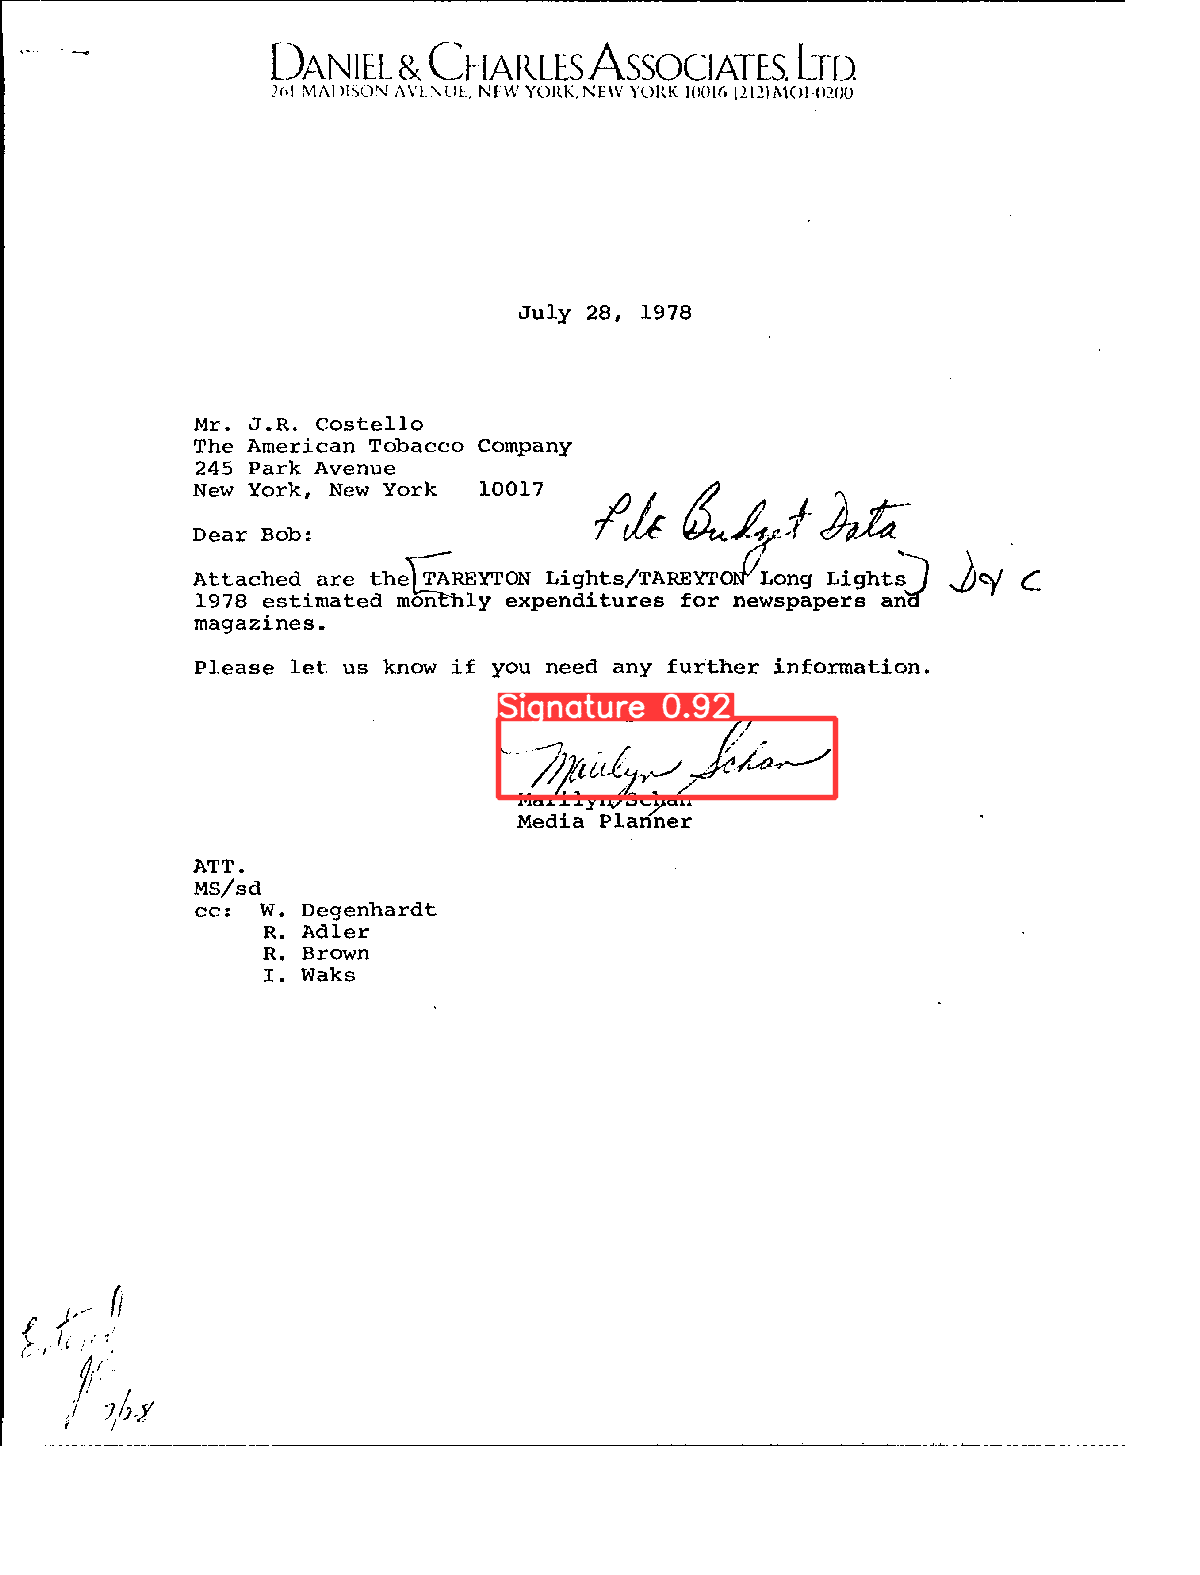 DANIEL & CHARLES ASSOCIATES, LTD.
261 MADISON AVENUE, NEW YORK, NEW YORK 10016 (212) MO1-0200
July 28, 1978
Mr. J.R. Costello
The American Tobacco Company
245 Park Avenue
New York, New York 10017
File Budget Data
Dear Bob:
Attached are the TAREYTON Lights/TAREYTON Long Lights
1978 estimated monthly expenditures for newspapers and
magazines.
Please let us know if you need any further information.
Signature 0.92
Marilyn Schan
Marilyn Schan
Media Planner
ATT.
MS/sd
cc: W. Degenhardt
R. Adler
R. Brown
I. Waks